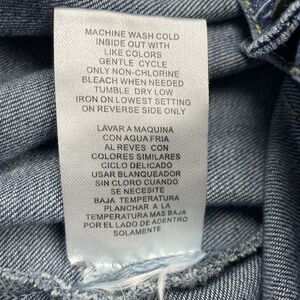 MACHINE WASH COLD
INSIDE OUT WITH
LIKE COLORS
GENTLE CYCLE
ONLY NON-CHLORINE
BLEACH WHEN NEEDED
TUMBLE DRY LOW
IRON ON LOWEST SETTING
ON REVERSE SIDE ONLY
LAVAR A MAQUINA
CON AGUA FRIA
AL REVES CON
COLORES SIMILARES
CICLO DELICADO
USAR BLANQUEADOR
SIN CLORO CUANDO
SE NECESITE
BAJA TEMPERATURA
PLANCHAR A LA
TEMPERATURA MAS BAJA
POR EL LADO DE ADENTRO
SOLAMENTE